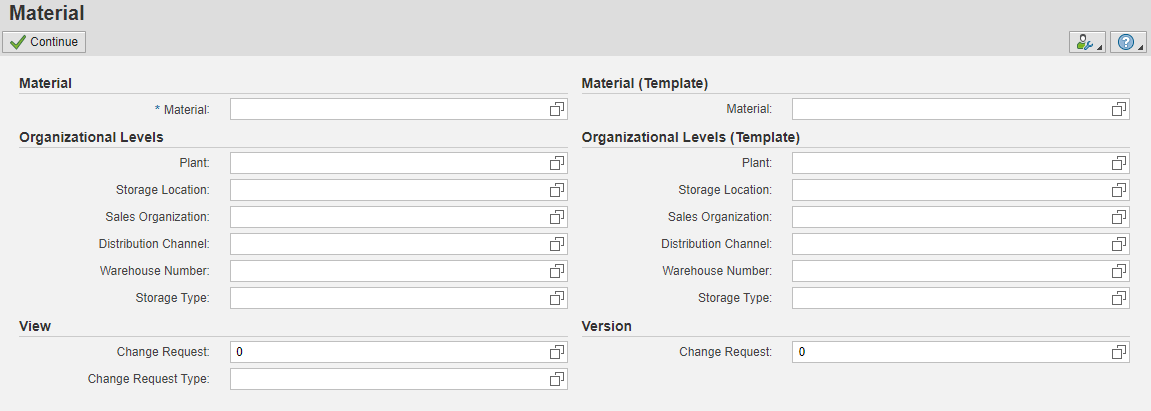 Material
Continue
Material
* Material:
Organizational Levels
Plant:
Storage Location:
Sales Organization:
Distribution Channel:
Warehouse Number:
Storage Type:
View
Change Request: 0
Change Request Type:
Material (Template)
Material:
Organizational Levels (Template)
Plant:
Storage Location:
Sales Organization:
Distribution Channel:
Warehouse Number:
Storage Type:
Version
Change Request: 0